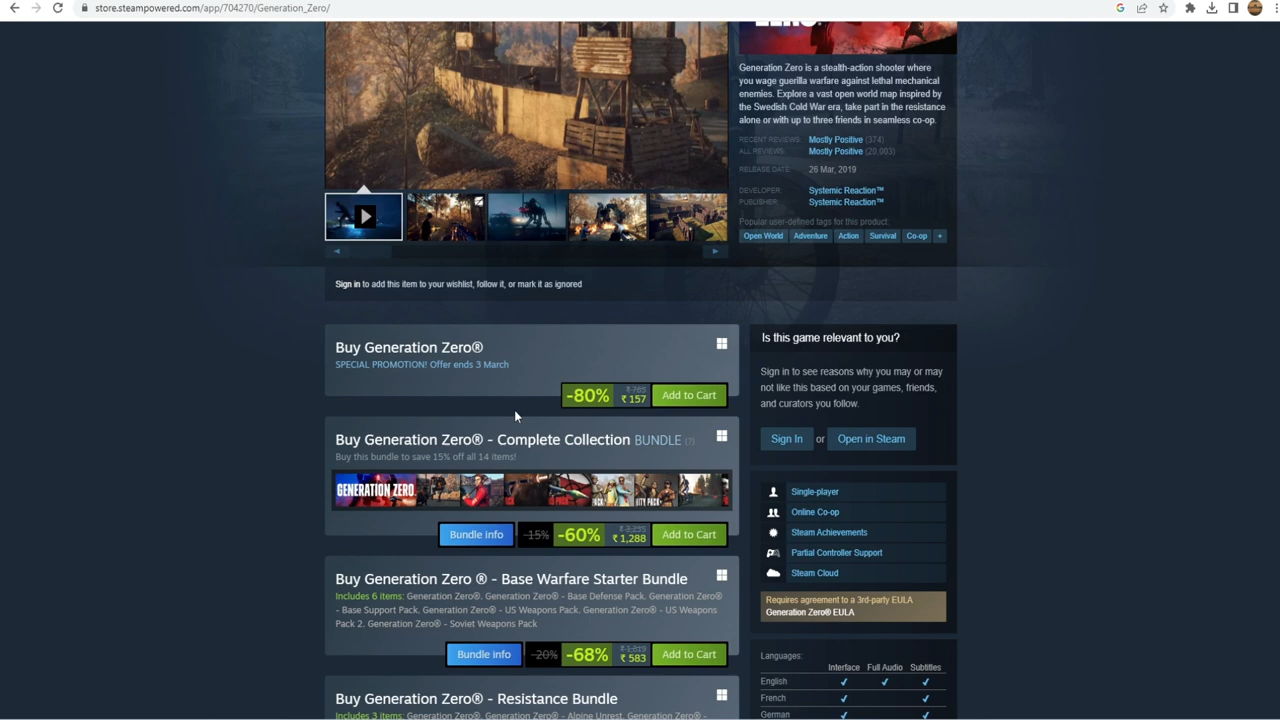 store.steampowered.com/app/704270/Generation_Zero/
Generation Zero is a stealth-action shooter where
you wage guerilla warfare against lethal mechanical
enemies. Explore a vast open world map inspired by
the Swedish Cold War era, take part in the resistance
alone or with up to three friends in seamless co-op.
RECENT REVIEWS: Mostly Positive (374)
ALL REVIEWS: Mostly Positive (20,003)
RELEASE DATE: 26 Mar, 2019
DEVELOPER: Systemic Reaction™
PUBLISHER: Systemic Reaction™
Popular user-defined tags for this product:
Open World Adventure Action Survival Co-op +
Sign in to add this item to your wishlist, follow it, or mark it as ignored
Buy Generation Zero®
SPECIAL PROMOTION! Offer ends 3 March
-80% ₹ 785 ₹ 157 Add to Cart
Buy Generation Zero® - Complete Collection BUNDLE (?)
Buy this bundle to save 15% off all 14 items!
GENERATION ZERO
Bundle info -15% -60% ₹ 1,288 Add to Cart
Buy Generation Zero ® - Base Warfare Starter Bundle
Includes 6 items: Generation Zero®, Generation Zero® - Base Defense Pack, Generation Zero®
- Base Support Pack, Generation Zero® - US Weapons Pack, Generation Zero® - US Weapons
Pack 2, Generation Zero® - Soviet Weapons Pack
Bundle info -20% -68% ₹ 583 Add to Cart
Buy Generation Zero® - Resistance Bundle
Includes 3 items: Generation Zero®, Generation Zero® - Alpine Unrest, Generation Zero® -
Is this game relevant to you?
Sign in to see reasons why you may or may
not like this based on your games, friends,
and curators you follow.
Sign In or Open in Steam
Single-player
Online Co-op
Steam Achievements
Partial Controller Support
Steam Cloud
Requires agreement to a 3rd-party EULA
Generation Zero® EULA
Languages:
Interface Full Audio Subtitles
English ✔ ✔ ✔
French ✔ ✔
German ✔ ✔